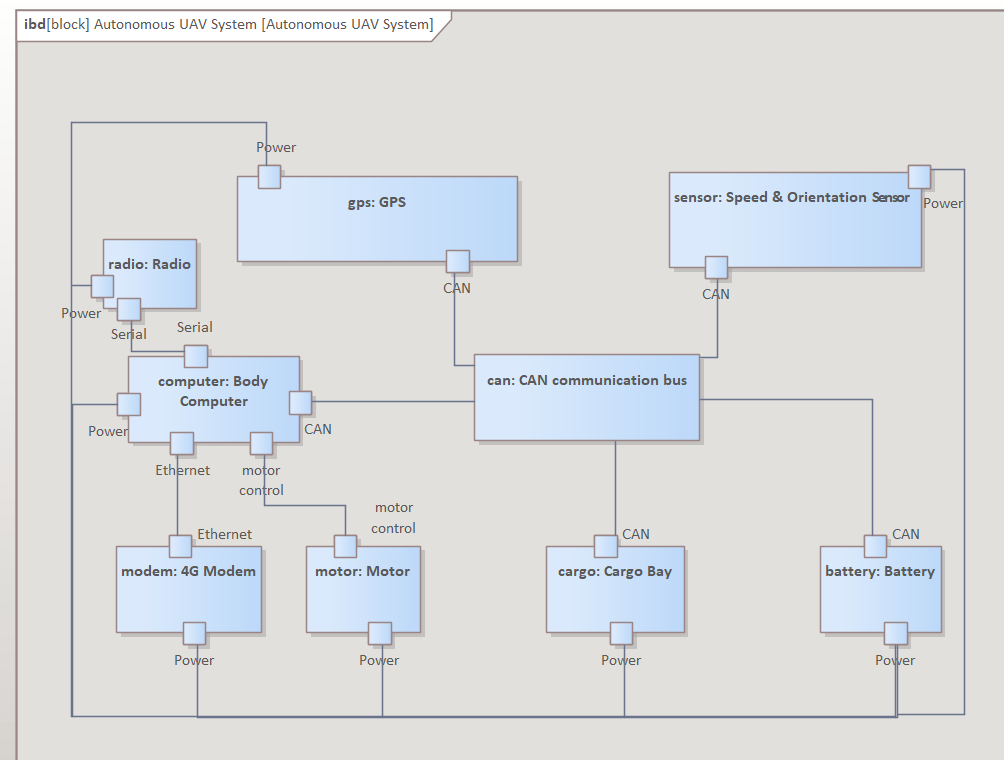 ibd[block] Autonomous UAV System [Autonomous UAV System]
Power
gps: GPS
CAN
sensor: Speed & Orientation Sensor
Power
CAN
radio: Radio
Power
Serial
Serial
computer: Body
Computer
Power
CAN
Ethernet
motor
control
can: CAN communication bus
Ethernet
modem: 4G Modem
Power
motor
control
motor: Motor
Power
CAN
cargo: Cargo Bay
Power
CAN
battery: Battery
Power